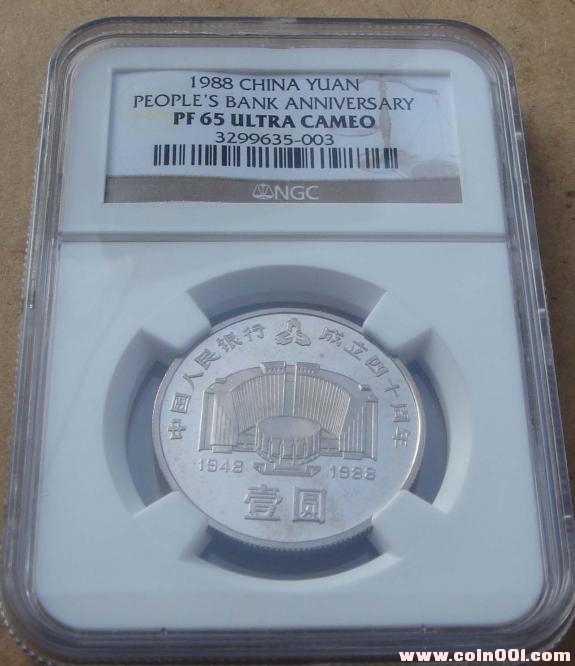 1988 CHINA YUAN
PEOPLE'S BANK ANNIVERSARY
PF 65 ULTRA CAMEO
3299635-003
NGC
中国人民银行 成立四十周年
1948 1988
壹圆
www.coin001.com